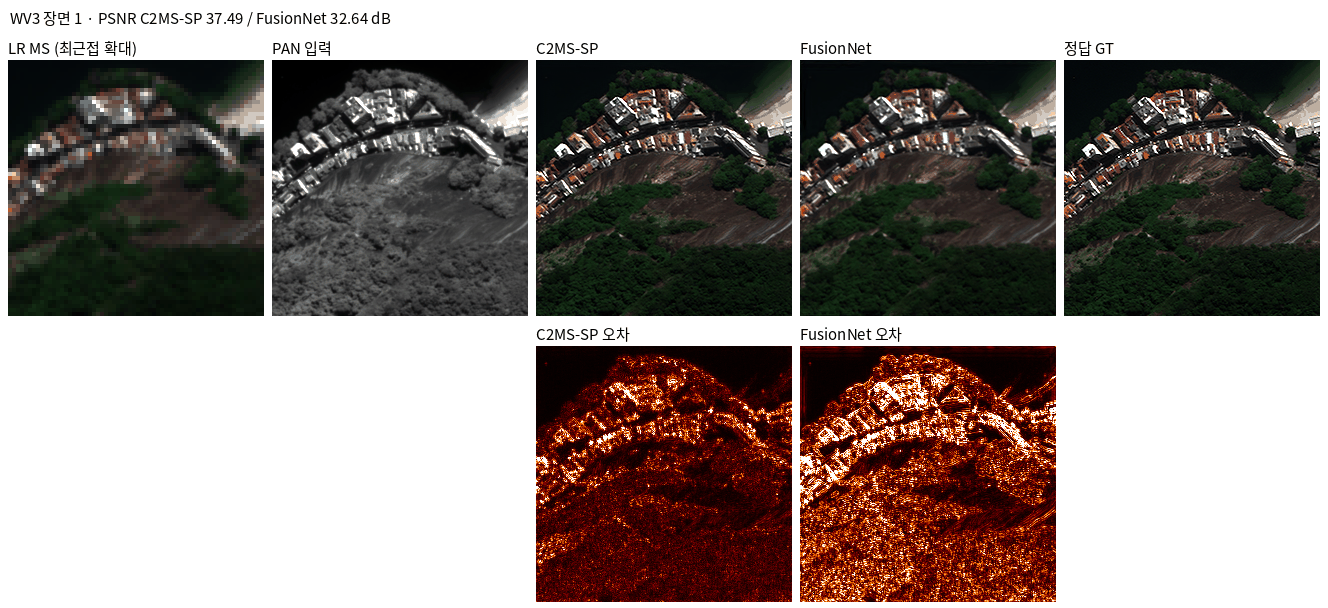 WV3 장면 1 · PSNR C2MS-SP 37.49 / FusionNet 32.64 dB
LR MS (최근접 확대)
PAN 입력
C2MS-SP
FusionNet
정답 GT
C2MS-SP 오차
FusionNet 오차